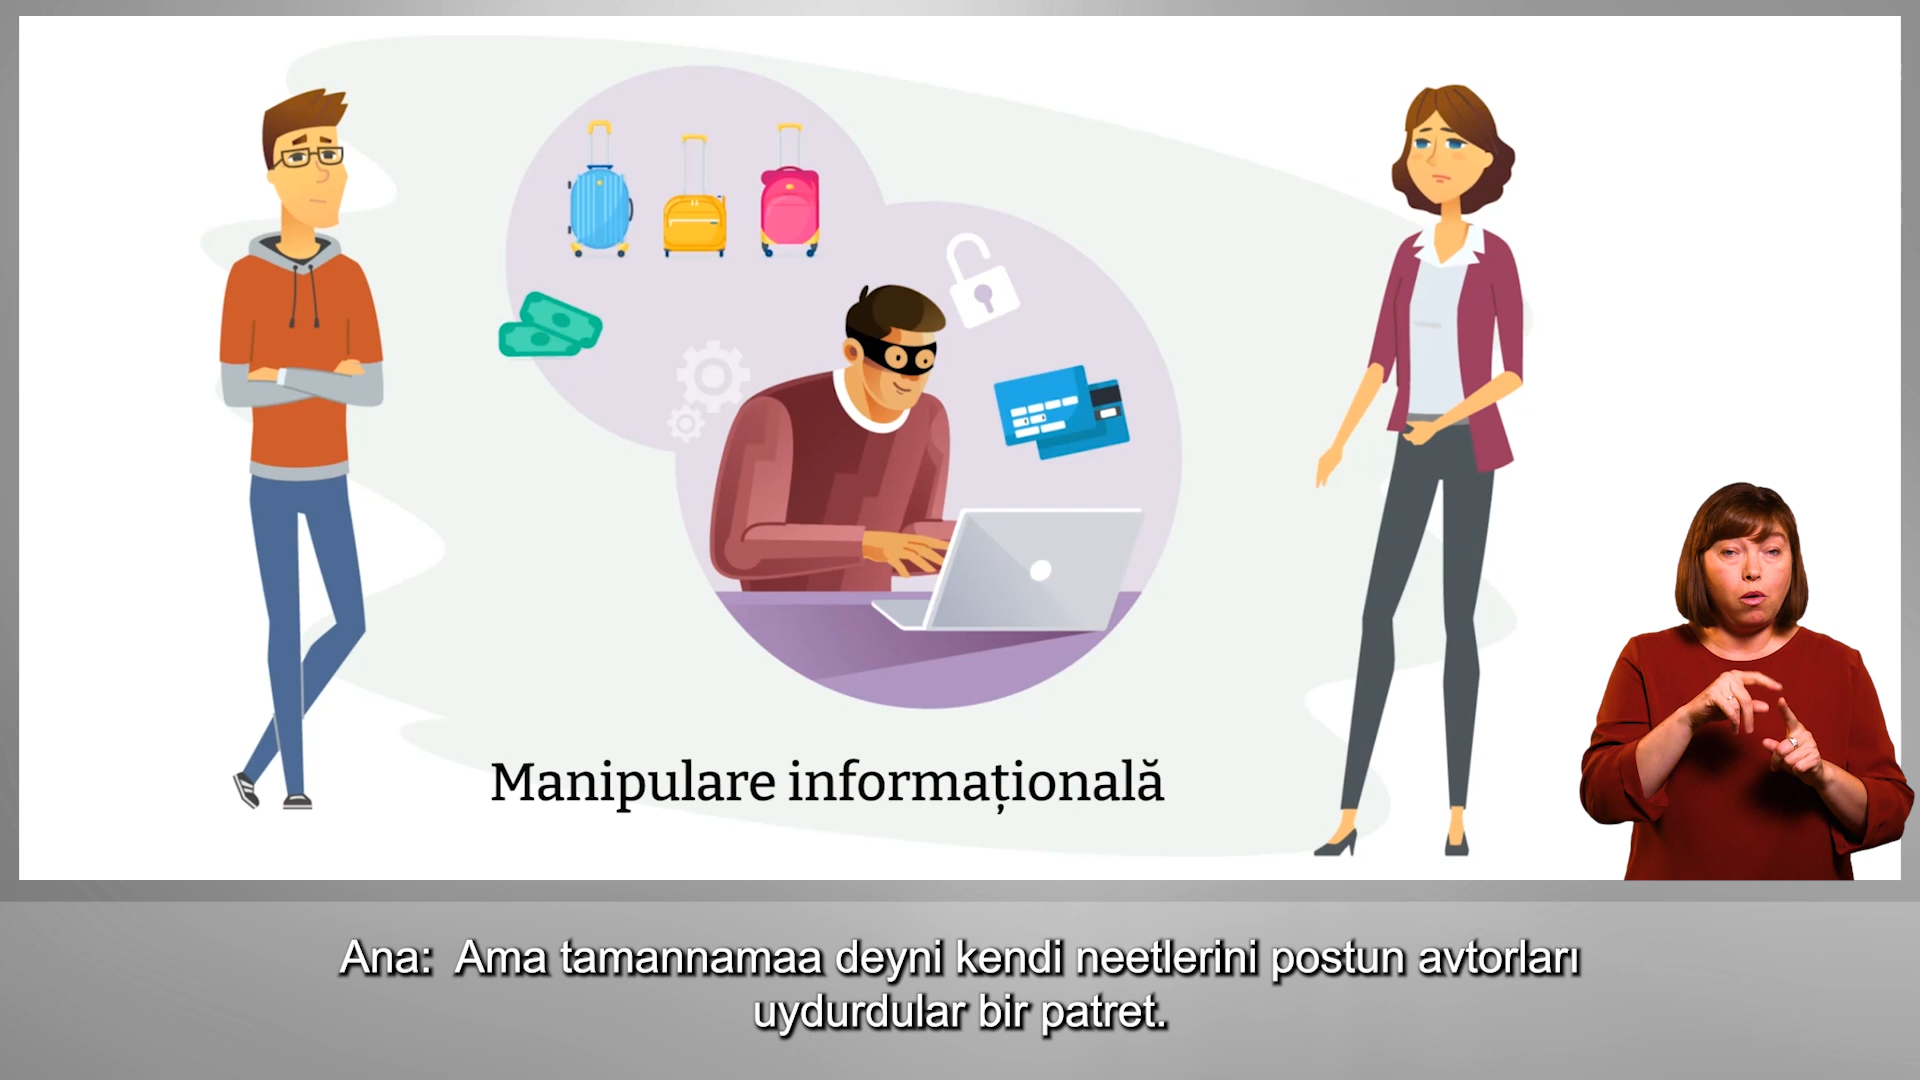 Manipulare informațională
Ana: Ama tamannamaa deyni kendi neetlerini postun avtorları
uydurdular bir patret.